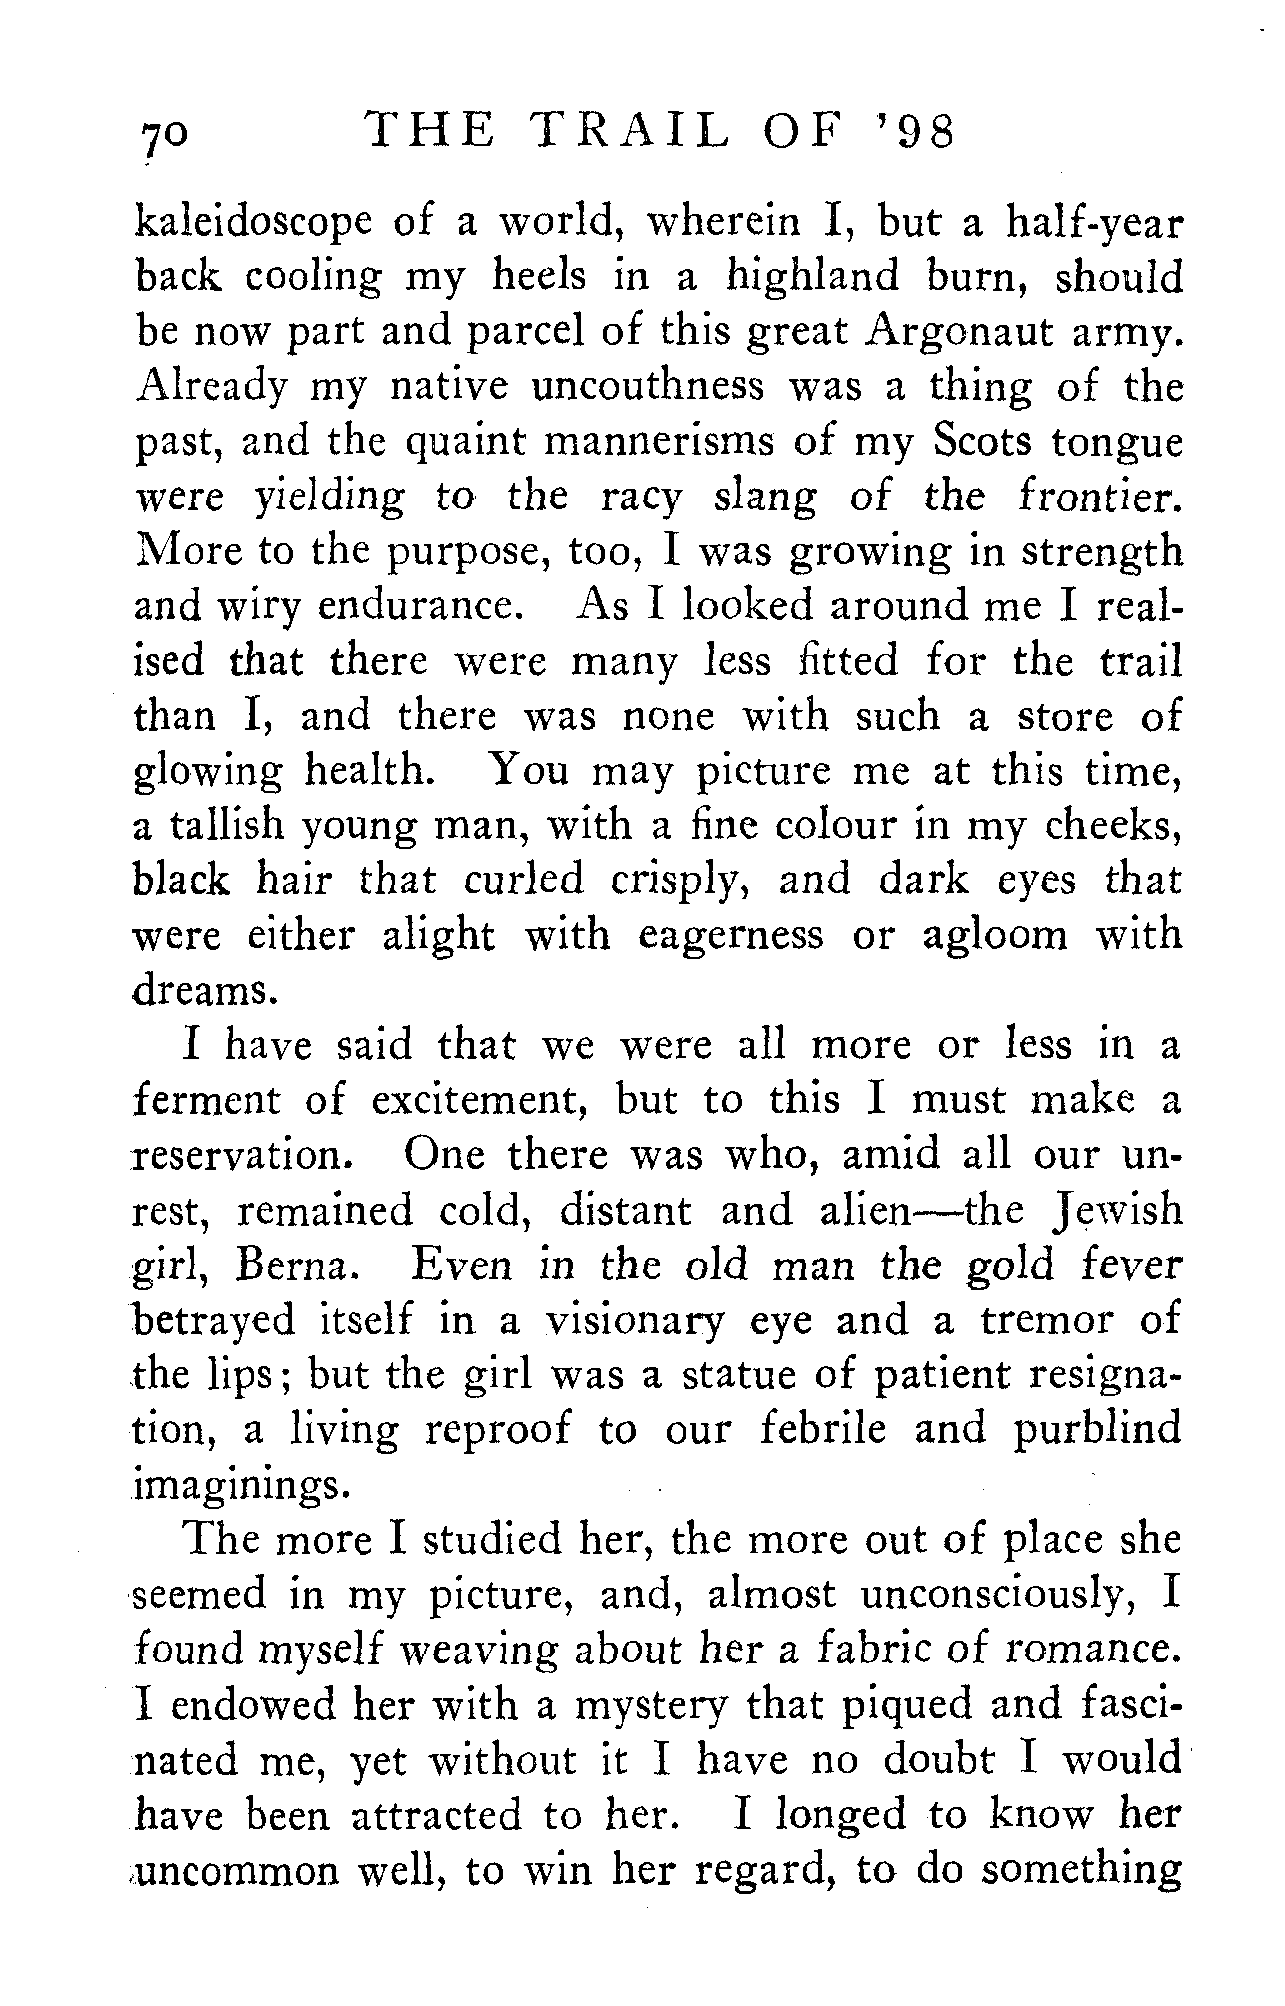 70 THE TRAIL OF '98
kaleidoscope of a world, wherein I, but a half-year
back cooling my heels in a highland burn, should
be now part and parcel of this great Argonaut army.
Already my native uncouthness was a thing of the
past, and the quaint mannerisms of my Scots tongue
were yielding to the racy slang of the frontier.
More to the purpose, too, I was growing in strength
and wiry endurance. As I looked around me I real-
ised that there were many less fitted for the trail
than I, and there was none with such a store of
glowing health. You may picture me at this time,
a tallish young man, with a fine colour in my cheeks,
black hair that curled crisply, and dark eyes that
were either alight with eagerness or agloom with
dreams.
I have said that we were all more or less in a
ferment of excitement, but to this I must make a
reservation. One there was who, amid all our un-
rest, remained cold, distant and alien—the Jewish
girl, Berna. Even in the old man the gold fever
betrayed itself in a visionary eye and a tremor of
the lips; but the girl was a statue of patient resigna-
tion, a living reproof to our febrile and purblind
imaginings.
The more I studied her, the more out of place she
seemed in my picture, and, almost unconsciously, I
found myself weaving about her a fabric of romance.
I endowed her with a mystery that piqued and fasci-
nated me, yet without it I have no doubt I would
have been attracted to her. I longed to know her
uncommon well, to win her regard, to do something